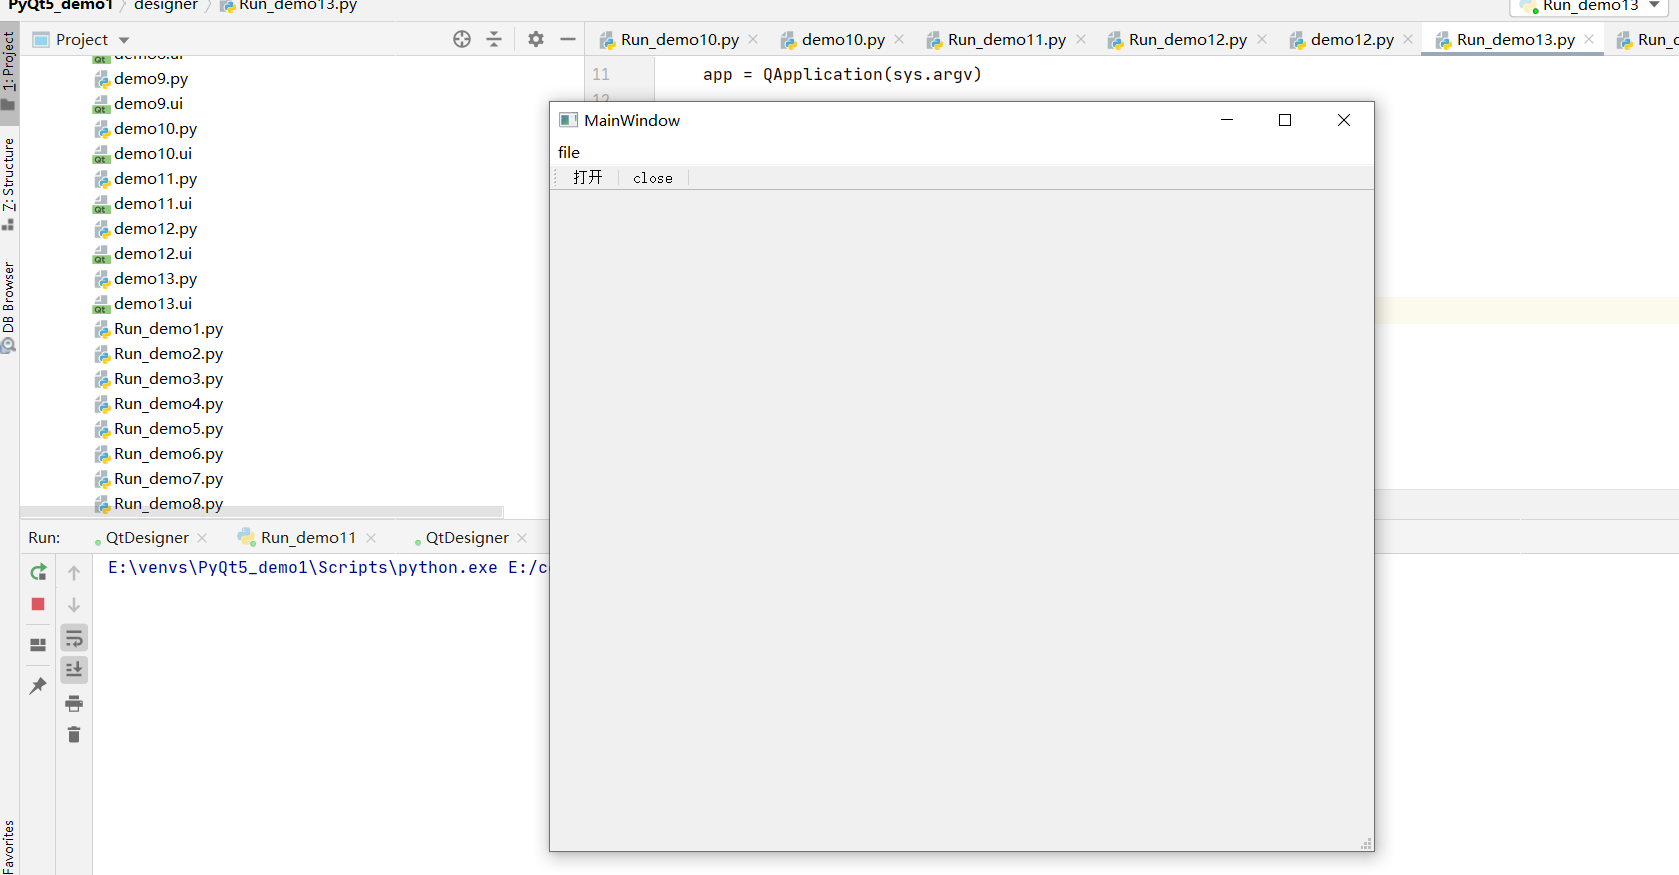 PyQt5_demo1 designer Run_demo13.py
Run_demo13
1: Project
Z: Structure
DB Browser
Favorites
Project
demo9.py
demo9.ui
demo10.py
demo10.ui
demo11.py
demo11.ui
demo12.py
demo12.ui
demo13.py
demo13.ui
Run_demo1.py
Run_demo2.py
Run_demo3.py
Run_demo4.py
Run_demo5.py
Run_demo6.py
Run_demo7.py
Run_demo8.py
Run_demo10.py demo10.py Run_demo11.py Run_demo12.py demo12.py Run_demo13.py
11 app = QApplication(sys.argv)
MainWindow
file
打开 close
Run: QtDesigner Run_demo11 QtDesigner
E:\venvs\PyQt5_demo1\Scripts\python.exe E:/c